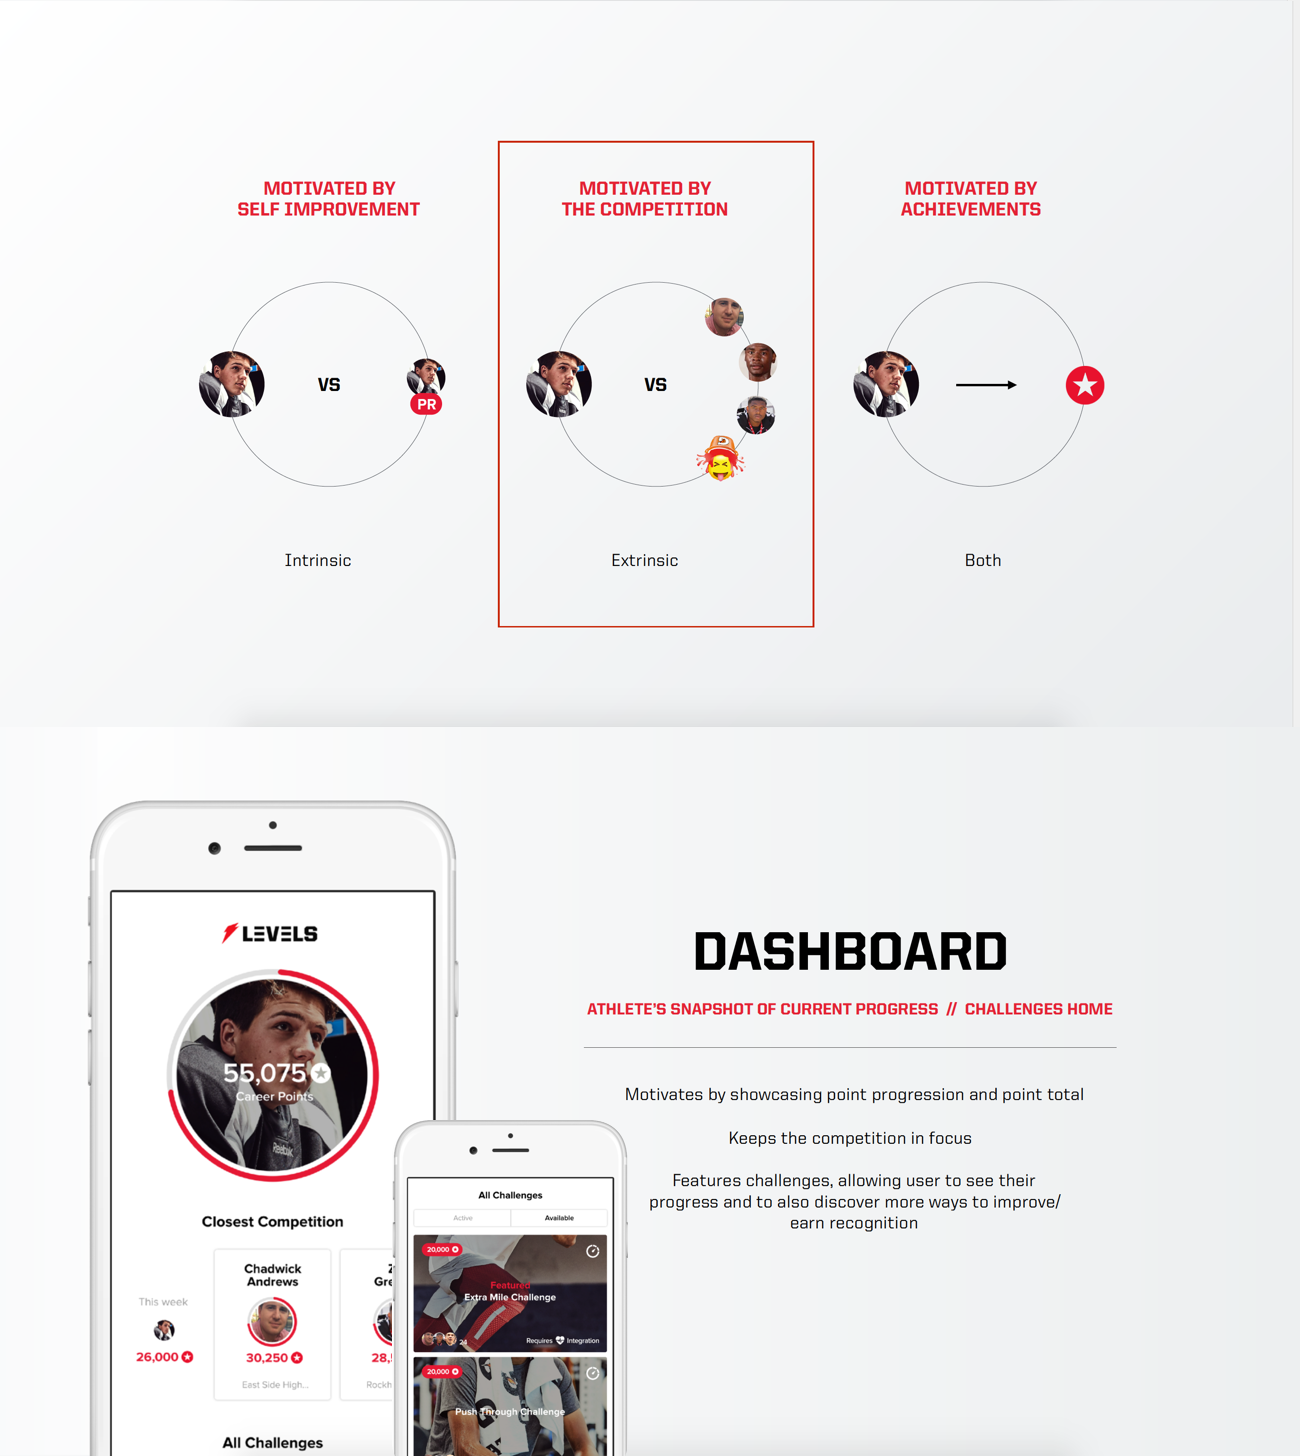 MOTIVATED BY
SELF IMPROVEMENT
VS
PR
Intrinsic
MOTIVATED BY
THE COMPETITION
VS
Extrinsic
MOTIVATED BY
ACHIEVEMENTS
Both
LEVELS
55,075
Career Points
Reebok
Closest Competition
This week
26,000
Chadwick
Andrews
30,250
East Side High...
Z
Gre
28,
Rockh
All Challenges
All Challenges
Active
Available
20,000
Featured
Extra Mile Challenge
24
Requires
Integration
20,000
Push Through Challenge
DASHBOARD
ATHLETE'S SNAPSHOT OF CURRENT PROGRESS // CHALLENGES HOME
Motivates by showcasing point progression and point total
Keeps the competition in focus
Features challenges, allowing user to see their
progress and to also discover more ways to improve/
earn recognition